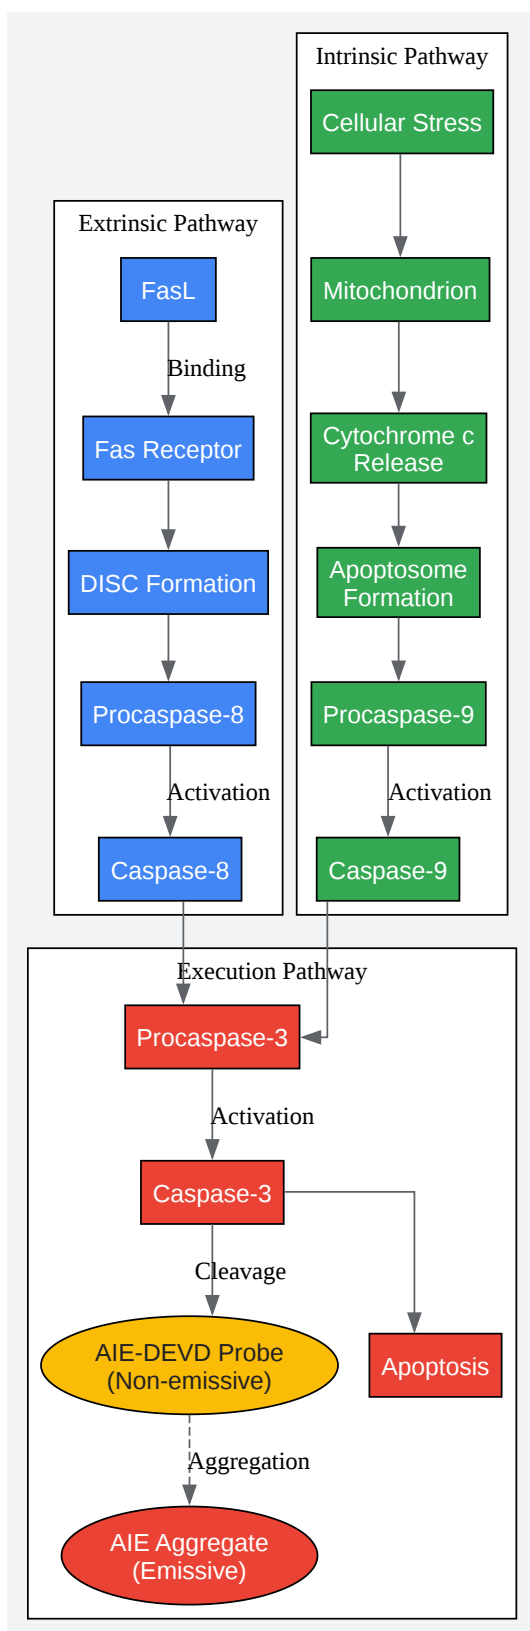 Intrinsic Pathway
Cellular Stress
Mitochondrion
Cytochrome c
Release
Apoptosome
Formation
Procaspase-9
Activation
Caspase-9
Extrinsic Pathway
FasL
Binding
Fas Receptor
DISC Formation
Procaspase-8
Activation
Caspase-8
Execution Pathway
Procaspase-3
Activation
Caspase-3
Cleavage
AIE-DEVD Probe
(Non-emissive)
Apoptosis
Aggregation
AIE Aggregate
(Emissive)